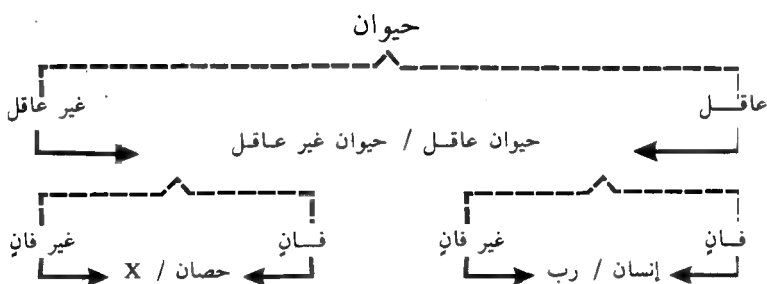 حيوان
عاقل غير عاقل
حيوان عاقل / حيوان غير عاقل
فانٍ غير فانٍ فانٍ غير فانٍ
إنسان / رب حصان / X